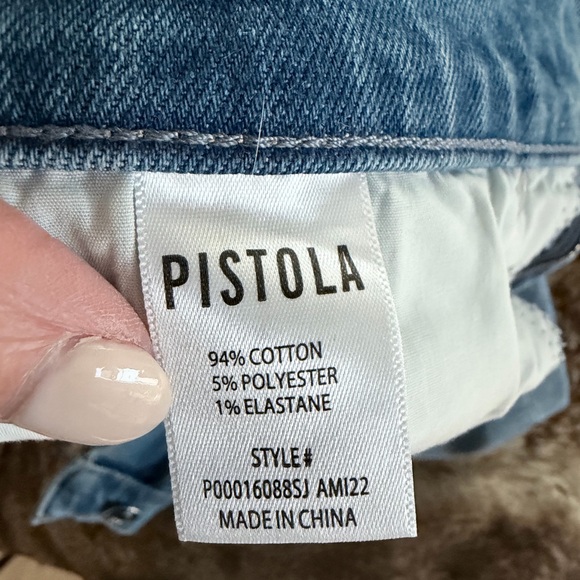 PISTOLA
94% COTTON
5% POLYESTER
1% ELASTANE
STYLE#
P00016088SJ AMI22
MADE IN CHINA